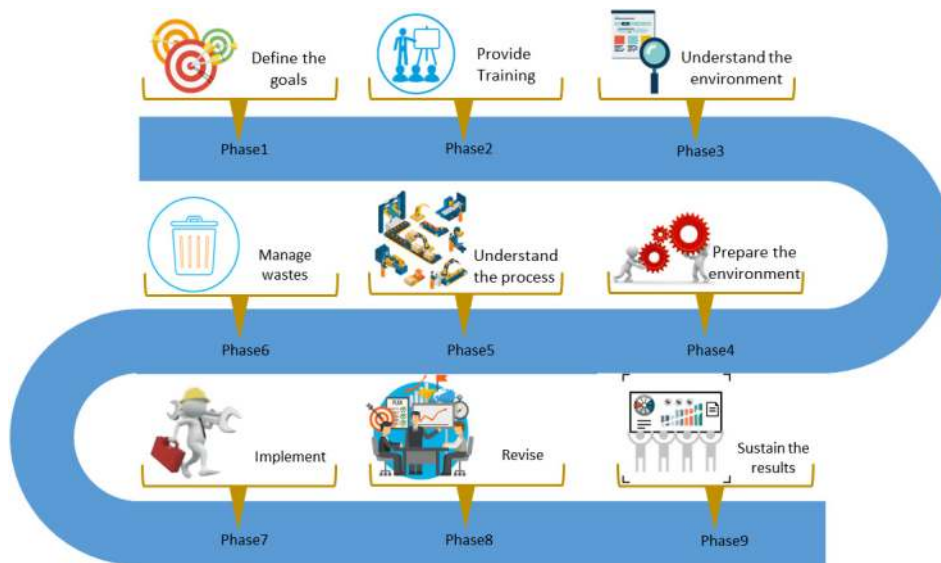 Define the
goals
Provide
Training
Understand the
environment
Phase1
Phase2
Phase3
Manage
wastes
Understand
the process
Prepare the
environment
Phase6
Phase5
Phase4
PLAN
Implement
Revise
Sustain the
results
Phase7
Phase8
Phase9